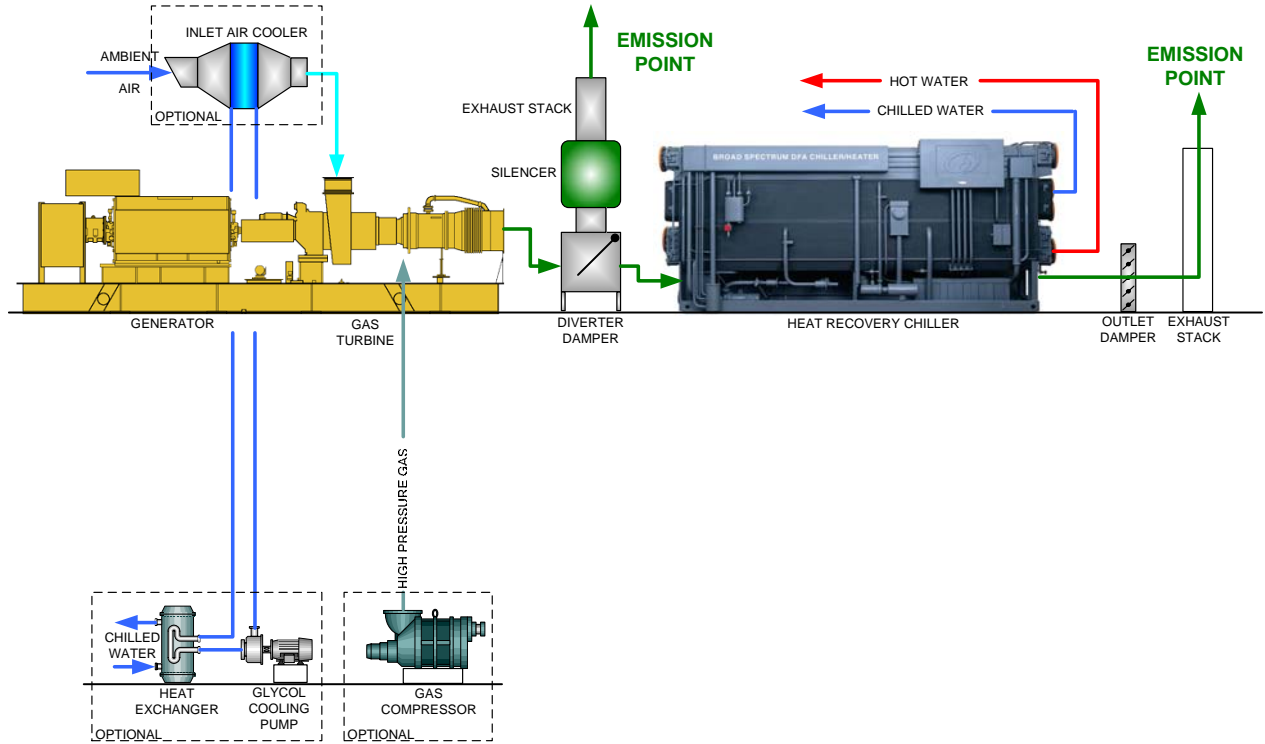 INLET AIR COOLER
AMBIENT
AIR
OPTIONAL
EMISSION
POINT
EXHAUST STACK
SILENCER
EMISSION
POINT
HOT WATER
CHILLED WATER
BROAD SPECTRUM DFA CHILLER/HEATER
GENERATOR
GAS
TURBINE
DIVERTER
DAMPER
HEAT RECOVERY CHILLER
OUTLET
DAMPER
EXHAUST
STACK
HIGH PRESSURE GAS
CHILLED
WATER
HEAT
EXCHANGER
GLYCOL
COOLING
PUMP
OPTIONAL
GAS
COMPRESSOR
OPTIONAL